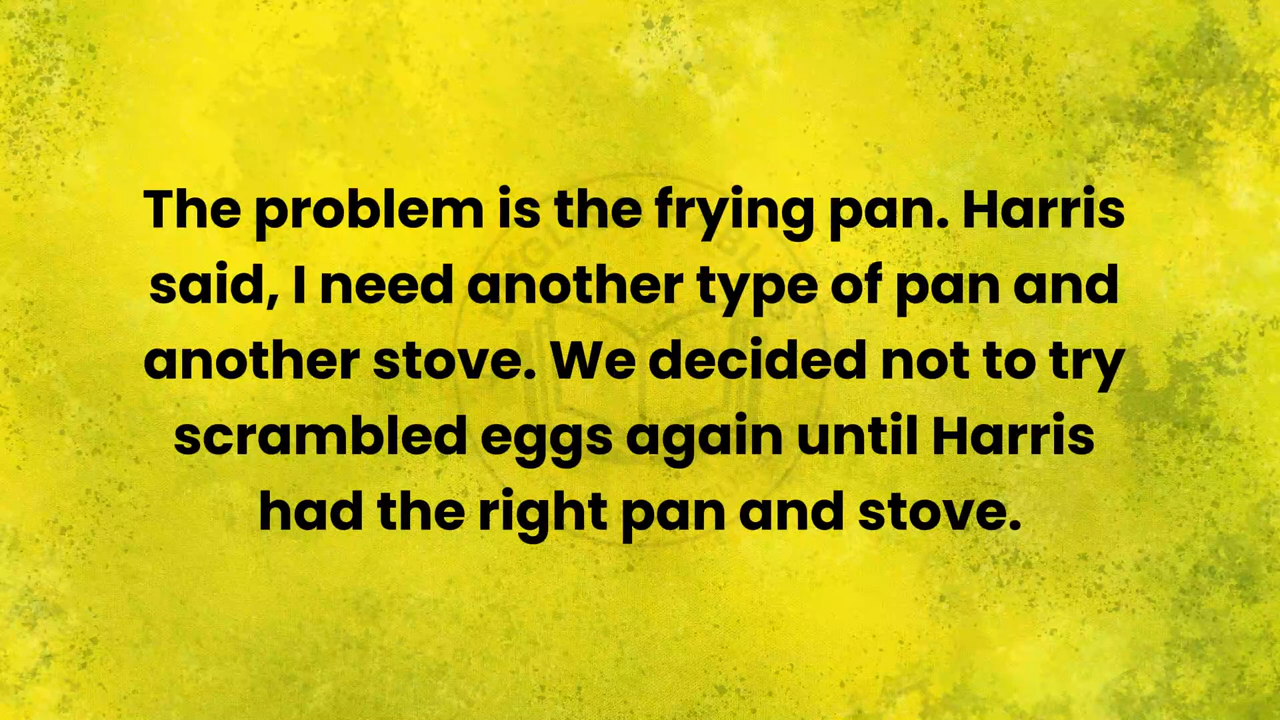 The problem is the frying pan. Harris
said, I need another type of pan and
another stove. We decided not to try
scrambled eggs again until Harris
had the right pan and stove.